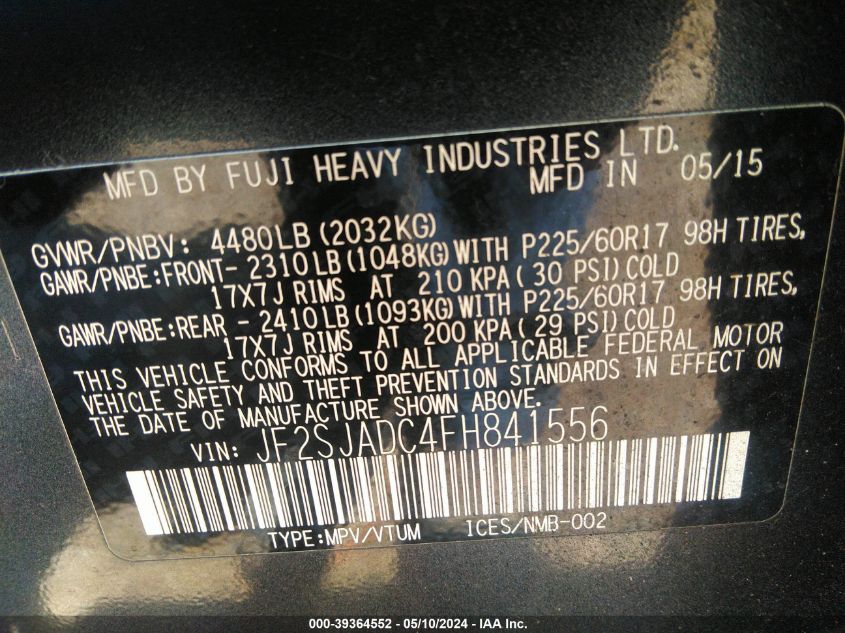 MFD BY FUJI HEAVY INDUSTRIES LTD.
MFD IN 05/15
GVWR/PNBV: 4480LB (2032KG)
GAWR/PNBE:FRONT- 2310LB (1048KG)WITH P225/60R17 98H TIRES,
17X7J RIMS AT 210 KPA( 30 PSI)COLD
GAWR/PNBE:REAR - 2410LB (1093KG)WITH P225/60R17 98H TIRES,
17X7J RIMS AT 200 KPA( 29 PSI)COLD
THIS VEHICLE CONFORMS TO ALL APPLICABLE FEDERAL MOTOR
VEHICLE SAFETY AND THEFT PREVENTION STANDARDS IN EFFECT ON
THE DATE OF MANUFACTURE SHOWN ABOVE.
VIN: JF2SJADC4FH841556
TYPE:MPV/VTUM ICES/NMB-002
000-39364552 - 05/10/2024 - IAA Inc.